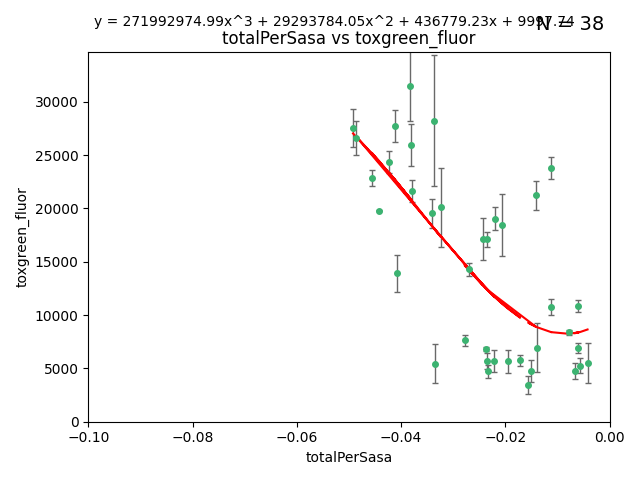 y = 271992974.99x^3 + 29293784.05x^2 + 436779.23x +
N = 38
totalPerSasa vs toxgreen_fluor
30000
25000
20000
15000
10000
5000
0
toxgreen_fluor
−0.10 −0.08 −0.06 −0.04 −0.02 0.00
totalPerSasa